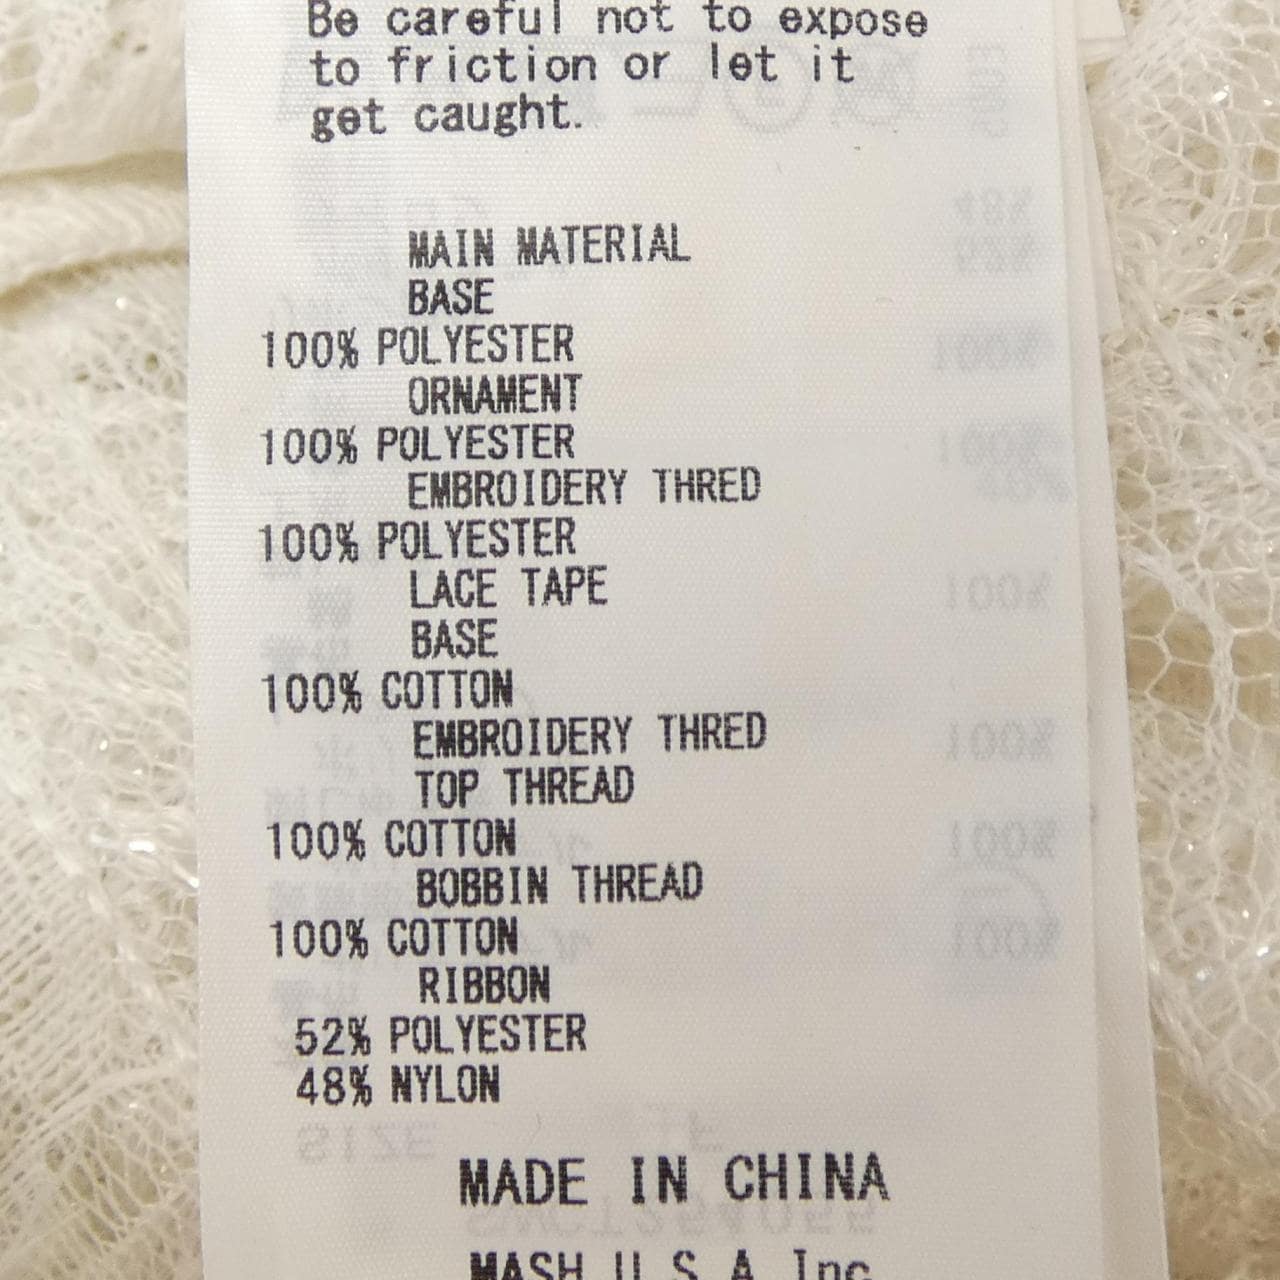 Be careful not to expose
to friction or let it
get caught.
MAIN MATERIAL
BASE
100% POLYESTER
ORNAMENT
100% POLYESTER
EMBROIDERY THRED
100% POLYESTER
LACE TAPE
BASE
100% COTTON
EMBROIDERY THRED
TOP THREAD
100% COTTON
BOBBIN THREAD
100% COTTON
RIBBON
52% POLYESTER
48% NYLON
MADE IN CHINA
MASH U.S.A Inc